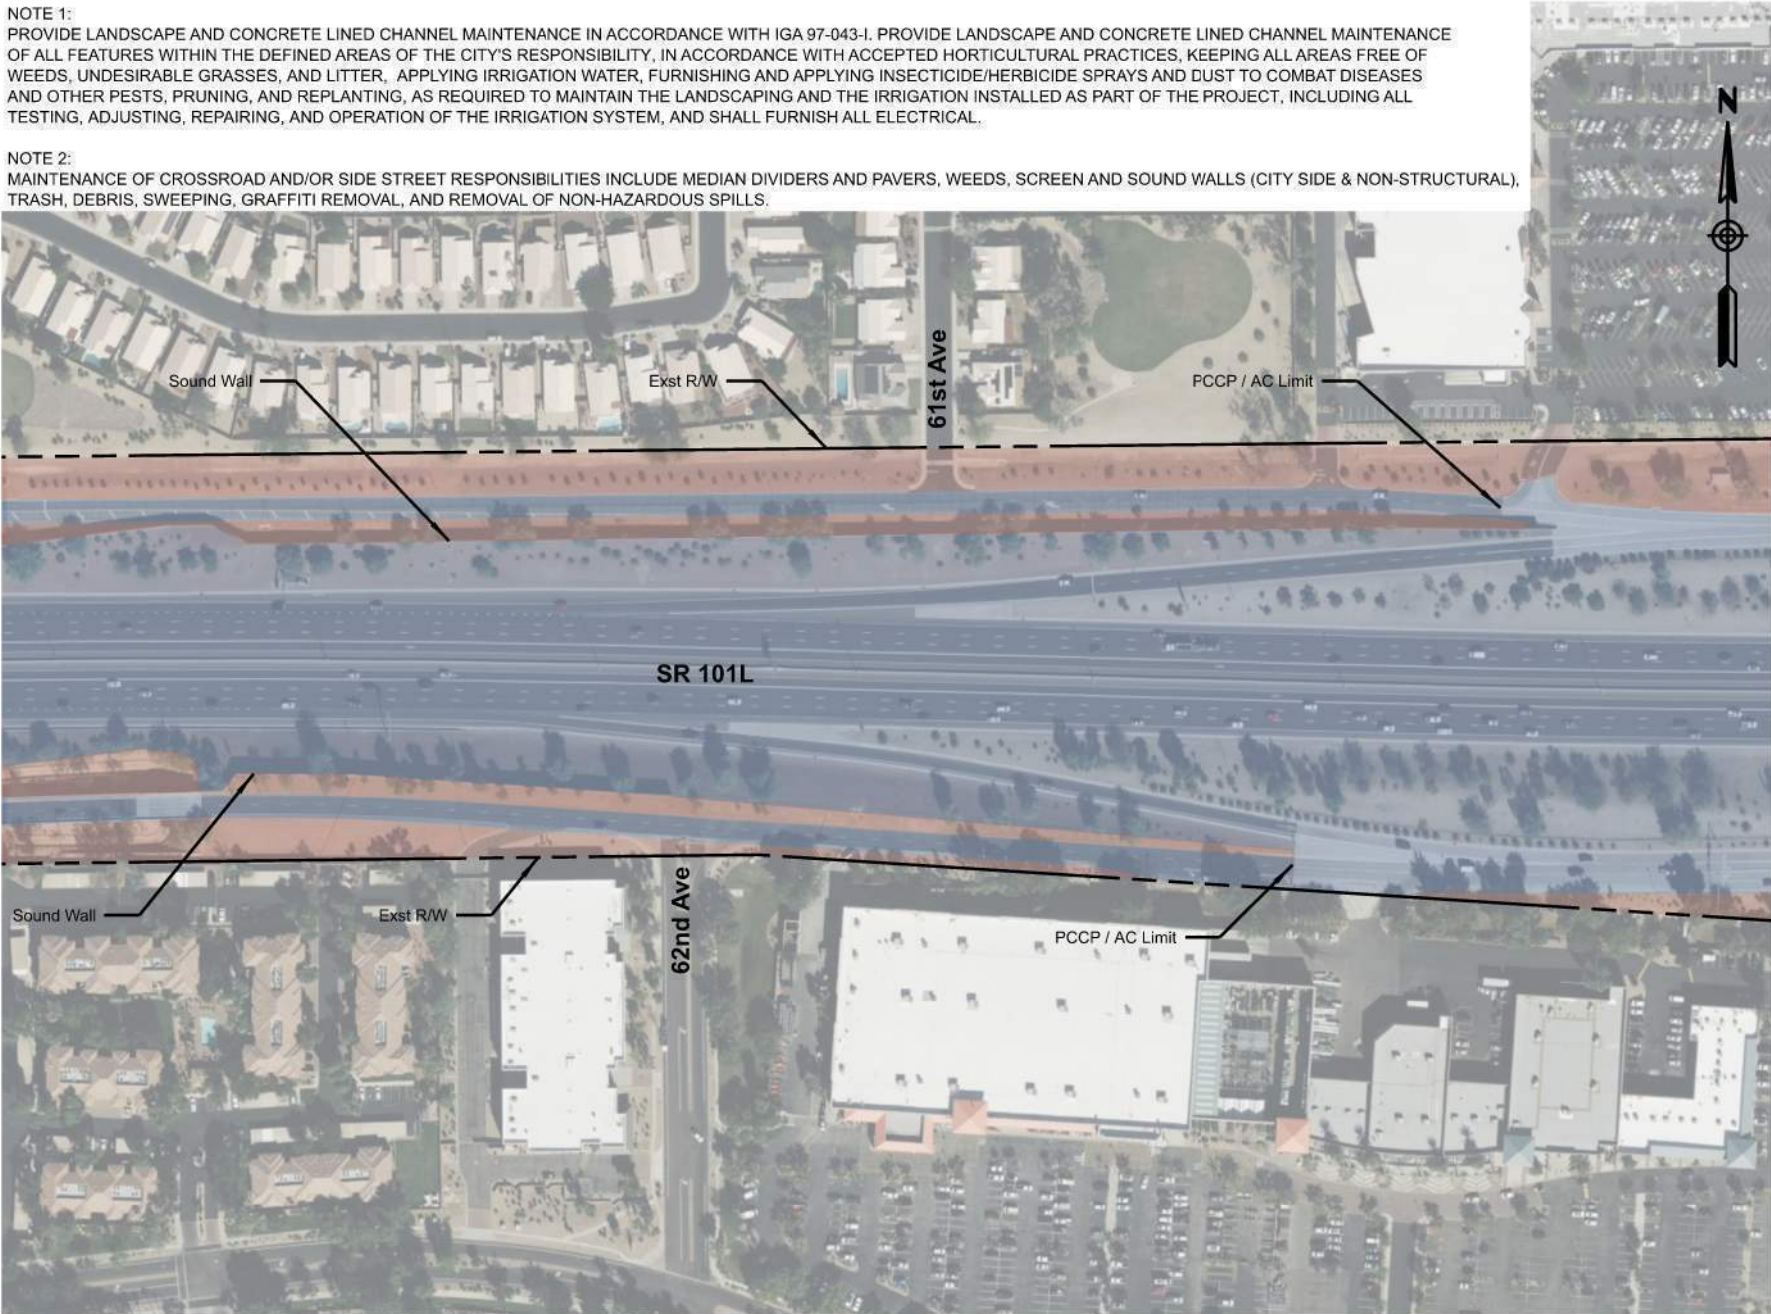 NOTE 1:
PROVIDE LANDSCAPE AND CONCRETE LINED CHANNEL MAINTENANCE IN ACCORDANCE WITH IGA 97-043-I. PROVIDE LANDSCAPE AND CONCRETE LINED CHANNEL MAINTENANCE
OF ALL FEATURES WITHIN THE DEFINED AREAS OF THE CITY'S RESPONSIBILITY, IN ACCORDANCE WITH ACCEPTED HORTICULTURAL PRACTICES, KEEPING ALL AREAS FREE OF
WEEDS, UNDESIRABLE GRASSES, AND LITTER, APPLYING IRRIGATION WATER, FURNISHING AND APPLYING INSECTICIDE/HERBICIDE SPRAYS AND DUST TO COMBAT DISEASES
AND OTHER PESTS, PRUNING, AND REPLANTING, AS REQUIRED TO MAINTAIN THE LANDSCAPING AND THE IRRIGATION INSTALLED AS PART OF THE PROJECT, INCLUDING ALL
TESTING, ADJUSTING, REPAIRING, AND OPERATION OF THE IRRIGATION SYSTEM, AND SHALL FURNISH ALL ELECTRICAL.
NOTE 2:
MAINTENANCE OF CROSSROAD AND/OR SIDE STREET RESPONSIBILITIES INCLUDE MEDIAN DIVIDERS AND PAVERS, WEEDS, SCREEN AND SOUND WALLS (CITY SIDE & NON-STRUCTURAL),
TRASH, DEBRIS, SWEEPING, GRAFFITI REMOVAL, AND REMOVAL OF NON-HAZARDOUS SPILLS.
N
Sound Wall
Exst R/W
61st Ave
PCCP / AC Limit
SR 101L
Sound Wall
Exst R/W
62nd Ave
PCCP / AC Limit